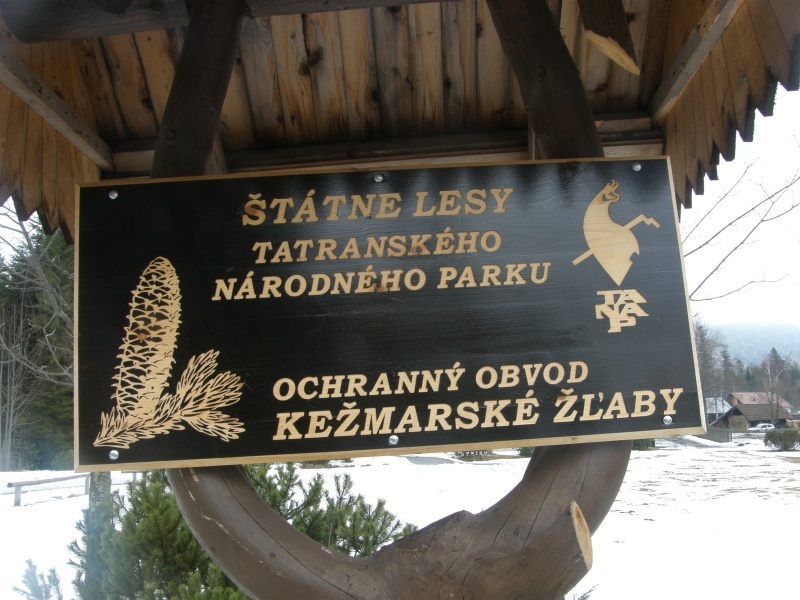 ŠTÁTNE LESY
TATRANSKÉHO
NÁRODNÉHO PARKU
TANAP
OCHRANNÝ OBVOD
KEŽMARSKÉ ŽĽABY